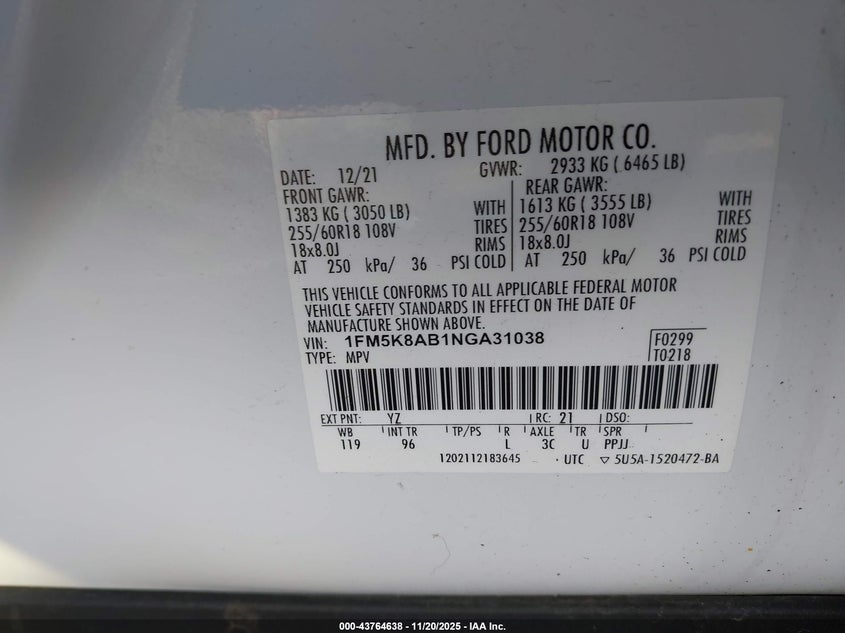 MFD. BY FORD MOTOR CO.
DATE: 12/21 GVWR: 2933 KG ( 6465 LB)
FRONT GAWR: REAR GAWR:
1383 KG ( 3050 LB) WITH 1613 KG ( 3555 LB) WITH
255/60R18 108V TIRES 255/60R18 108V TIRES
18x8.0J RIMS 18x8.0J RIMS
AT 250 kPa/ 36 PSI COLD AT 250 kPa/ 36 PSI COLD
THIS VEHICLE CONFORMS TO ALL APPLICABLE FEDERAL MOTOR
VEHICLE SAFETY STANDARDS IN EFFECT ON THE DATE OF
MANUFACTURE SHOWN ABOVE.
VIN: 1FM5K8AB1NGA31038 F0299
TYPE: MPV T0218
EXT PNT: YZ RC: 21 DSO:
WB INT TR TP/PS R AXLE TR SPR
119 96 L 3C U PPJJ
1202112183645 · UTC ▽ 5U5A-1520472-BA
000-43764638 - 11/20/2025 - IAA Inc.